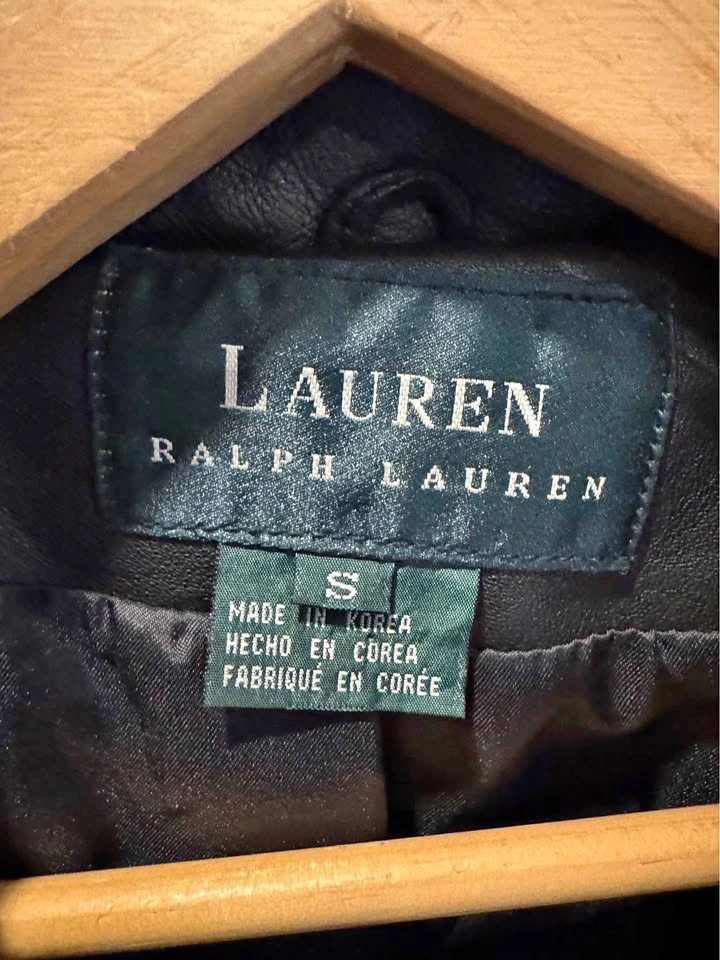 LAUREN
RALPH LAUREN
S
MADE IN KOREA
HECHO EN COREA
FABRIQUÉ EN CORÉE